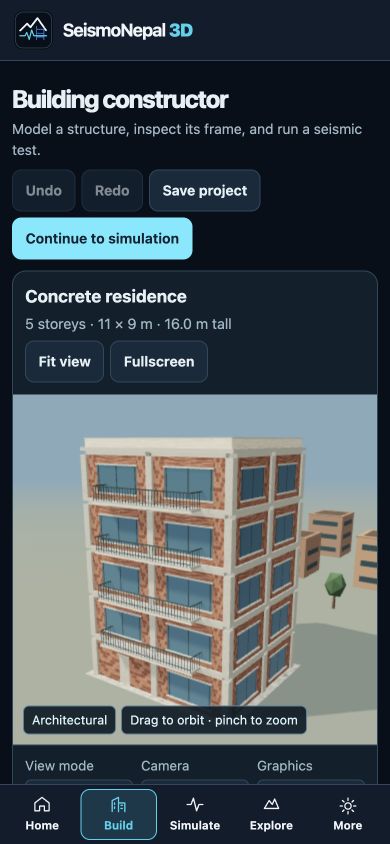 SeismoNepal 3D
Building constructor
Model a structure, inspect its frame, and run a seismic
test.
Undo Redo Save project
Continue to simulation
Concrete residence
5 storeys · 11 × 9 m · 16.0 m tall
Fit view Fullscreen
Architectural Drag to orbit · pinch to zoom
View mode Camera Graphics
Home Build Simulate Explore More